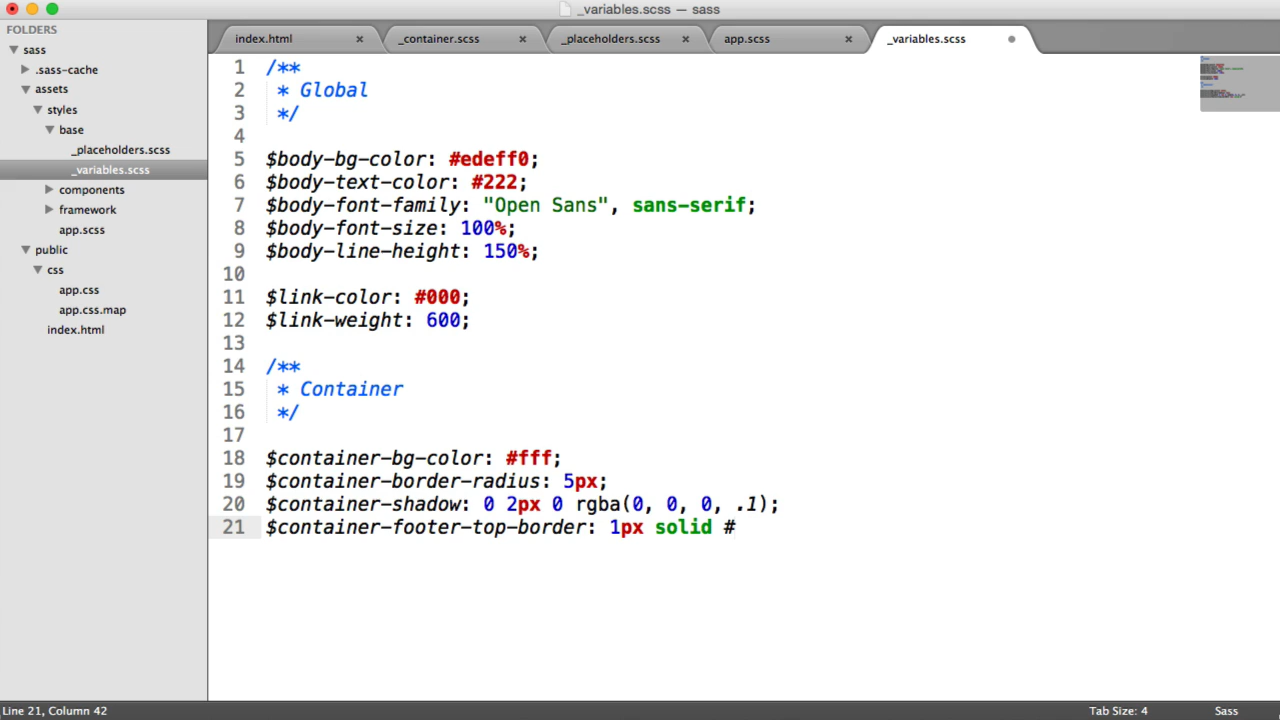 _variables.scss — sass
FOLDERS
sass
.sass-cache
assets
styles
base
_placeholders.scss
_variables.scss
components
framework
app.scss
public
css
app.css
app.css.map
index.html
index.html × _container.scss × _placeholders.scss × app.scss × _variables.scss
1 /**
2 * Global
3 */
4
5 $body-bg-color: #edeff0;
6 $body-text-color: #222;
7 $body-font-family: "Open Sans", sans-serif;
8 $body-font-size: 100%;
9 $body-line-height: 150%;
10
11 $link-color: #000;
12 $link-weight: 600;
13
14 /**
15 * Container
16 */
17
18 $container-bg-color: #fff;
19 $container-border-radius: 5px;
20 $container-shadow: 0 2px 0 rgba(0, 0, 0, .1);
21 $container-footer-top-border: 1px solid #
Line 21, Column 42 Tab Size: 4 Sass